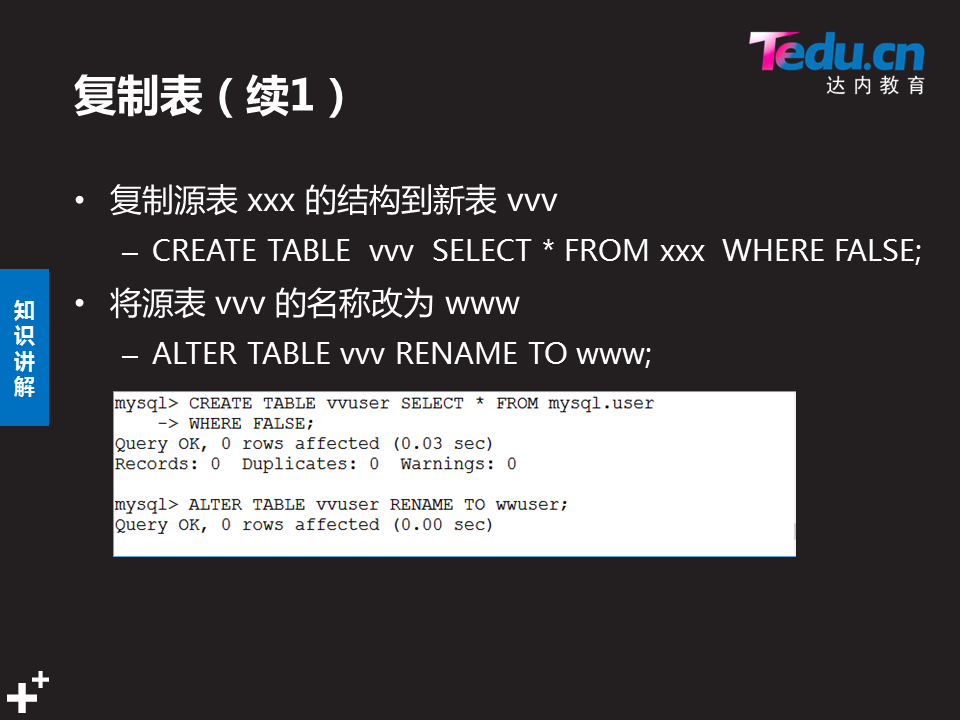 Tedu.cn
达内教育
复制表（续1）
• 复制源表 xxx 的结构到新表 vvv
– CREATE TABLE  vvv  SELECT * FROM xxx  WHERE FALSE;
• 将源表 vvv 的名称改为 www
– ALTER TABLE vvv RENAME TO www;
知识讲解
mysql> CREATE TABLE vvuser SELECT * FROM mysql.user
    -> WHERE FALSE;
Query OK, 0 rows affected (0.03 sec)
Records: 0  Duplicates: 0  Warnings: 0
mysql> ALTER TABLE vvuser RENAME TO wwuser;
Query OK, 0 rows affected (0.00 sec)